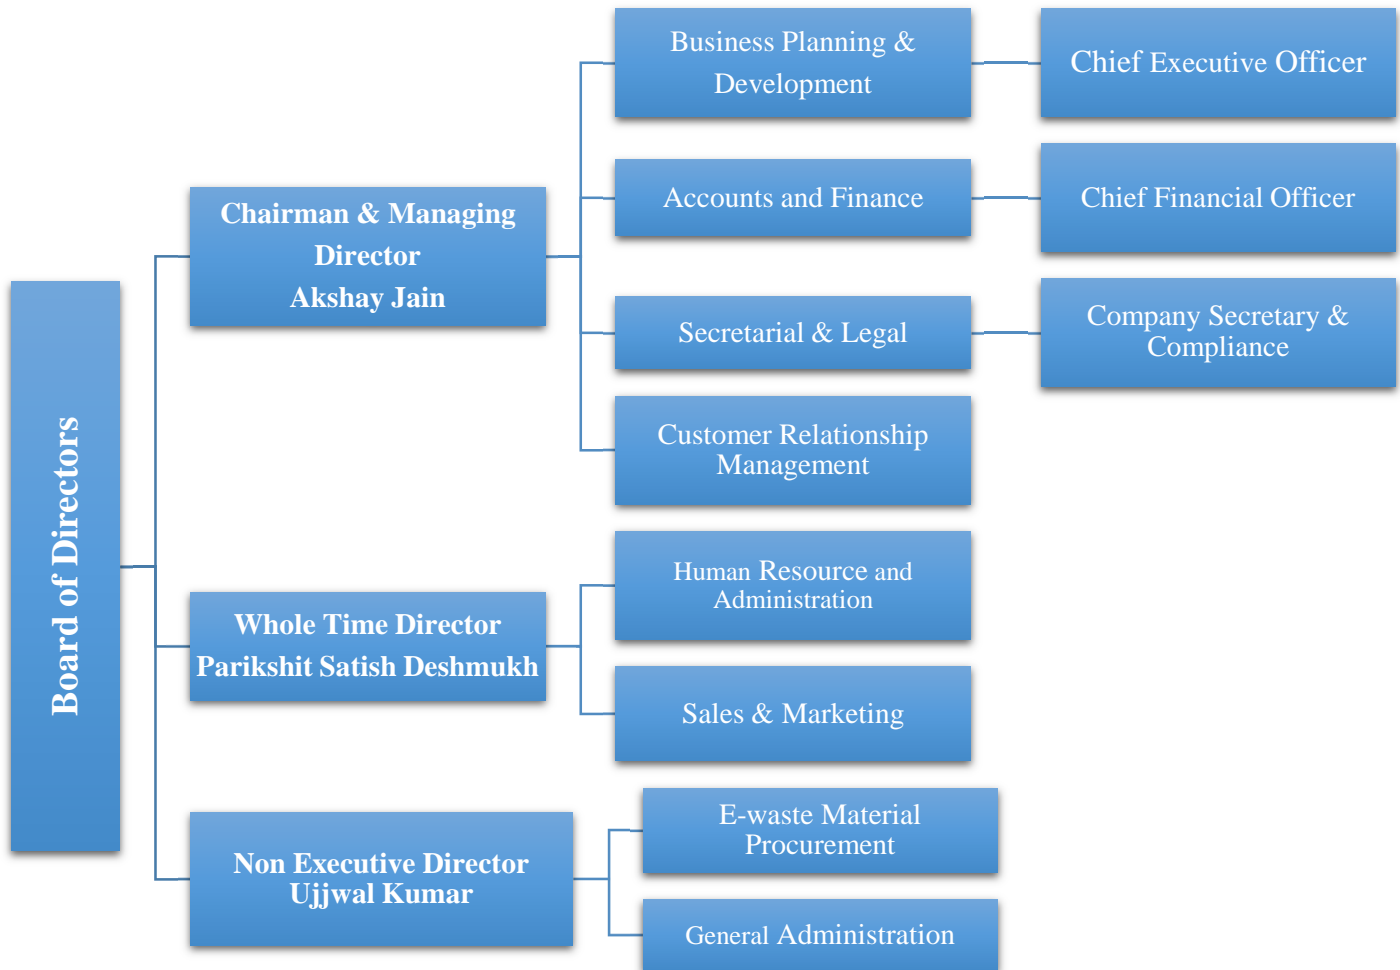 Board of Directors
Chairman & Managing
Director
Akshay Jain
Business Planning &
Development
Chief Executive Officer
Accounts and Finance
Chief Financial Officer
Secretarial & Legal
Company Secretary &
Compliance
Customer Relationship
Management
Whole Time Director
Parikshit Satish Deshmukh
Human Resource and
Administration
Sales & Marketing
Non Executive Director
Ujjwal Kumar
E-waste Material
Procurement
General Administration